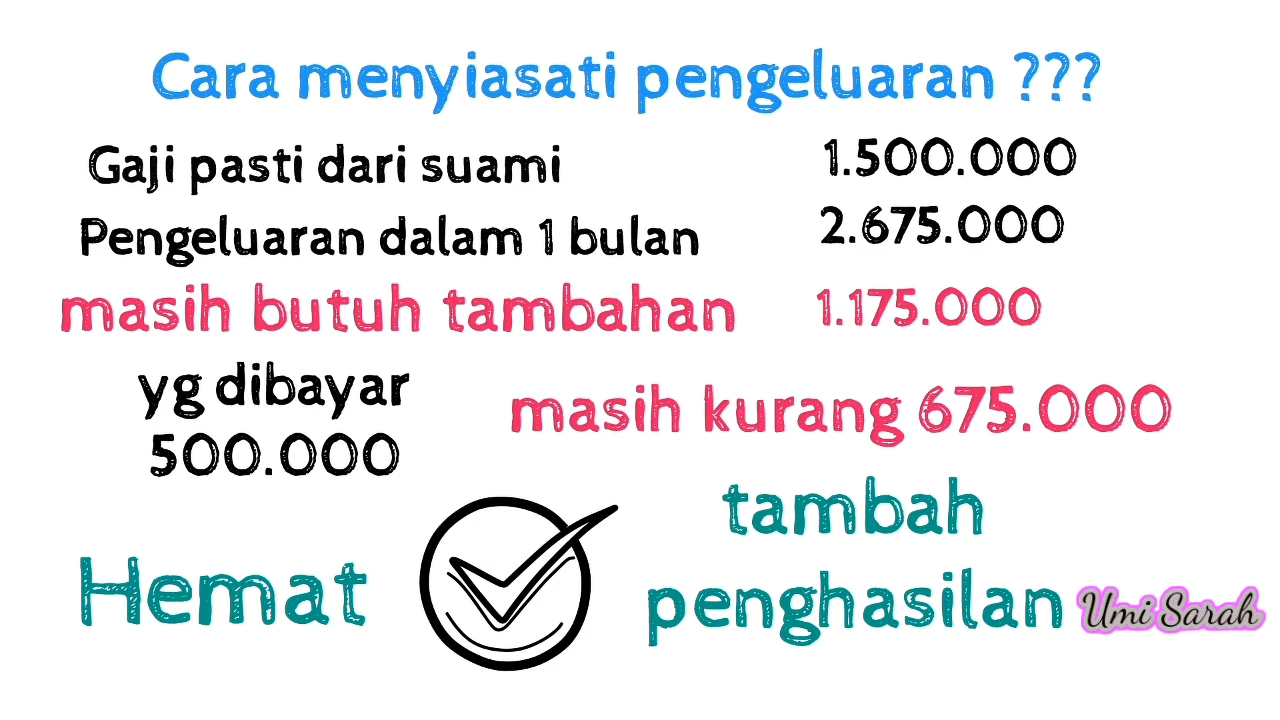 Cara menyiasati pengeluaran ???
Gaji pasti dari suami 1.500.000
Pengeluaran dalam 1 bulan 2.675.000
masih butuh tambahan 1.175.000
yg dibayar
500.000
masih kurang 675.000
Hemat
tambah
penghasilan
Umi Sarah